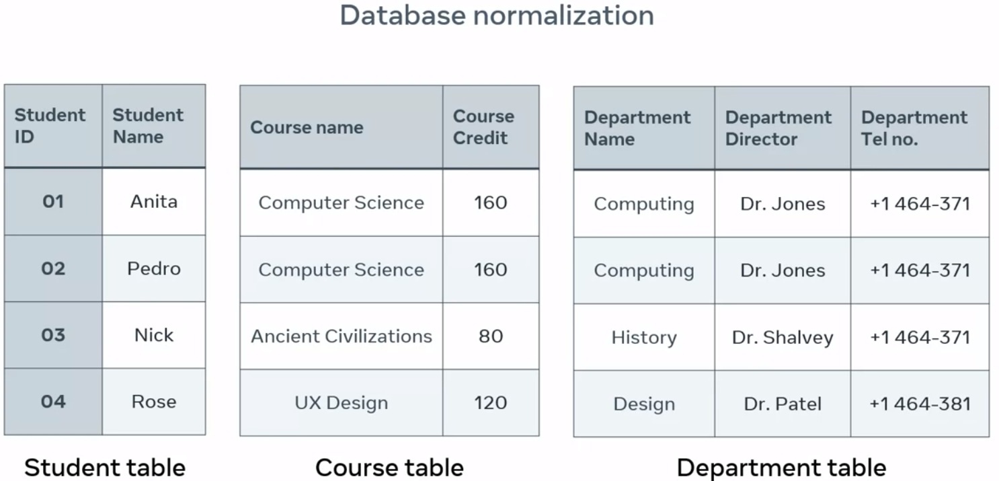 Database normalization
Student ID | Student Name
01 | Anita
02 | Pedro
03 | Nick
04 | Rose
Student table
Course name | Course Credit
Computer Science | 160
Computer Science | 160
Ancient Civilizations | 80
UX Design | 120
Course table
Department Name | Department Director | Department Tel no.
Computing | Dr. Jones | +1 464-371
Computing | Dr. Jones | +1 464-371
History | Dr. Shalvey | +1 464-371
Design | Dr. Patel | +1 464-381
Department table